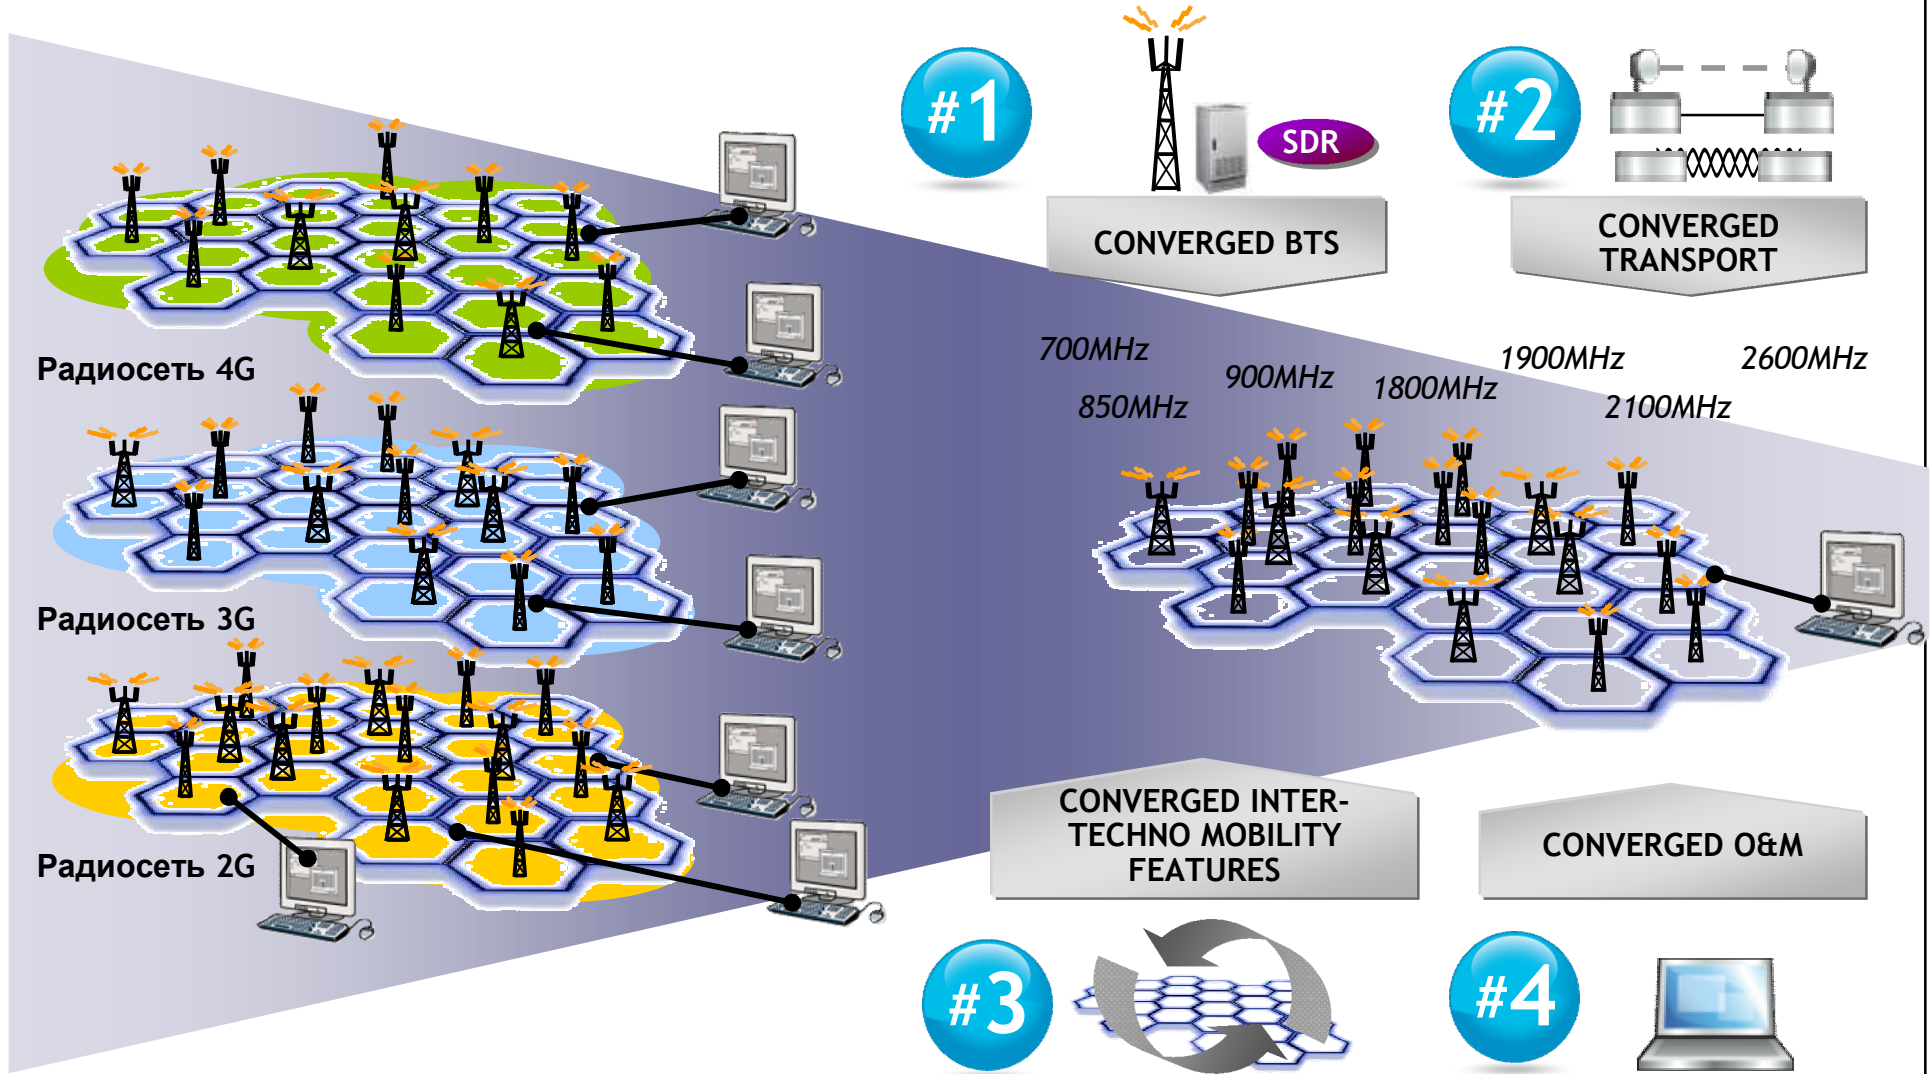 #1
SDR
#2
CONVERGED BTS
CONVERGED
TRANSPORT
Радиосеть 4G
700MHz
850MHz
900MHz
1800MHz
1900MHz
2100MHz
2600MHz
Радиосеть 3G
Радиосеть 2G
CONVERGED INTER-
TECHNO MOBILITY
FEATURES
CONVERGED O&M
#3
#4